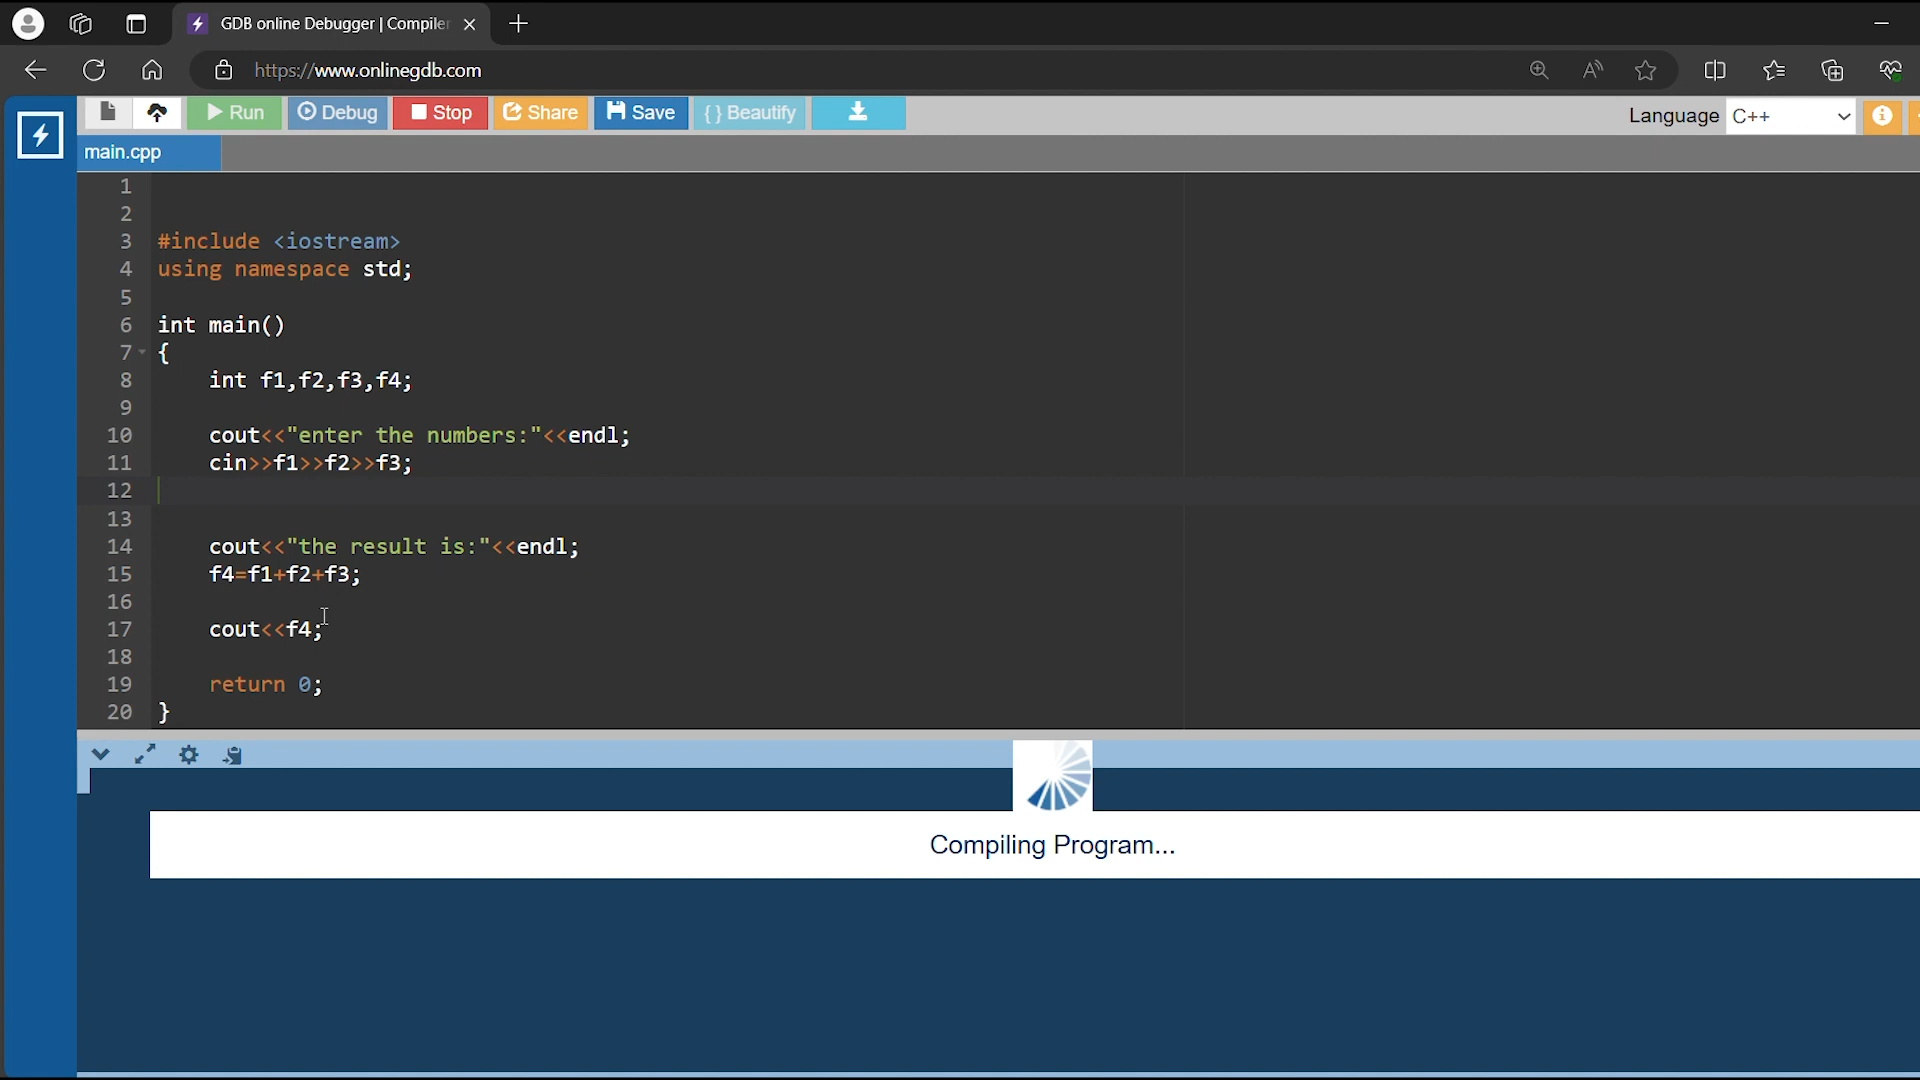 GDB online Debugger | Compiler
https://www.onlinegdb.com
Run Debug Stop Share Save { } Beautify Language C++
main.cpp
1
2
3 #include <iostream>
4 using namespace std;
5
6 int main()
7 {
8 int f1,f2,f3,f4;
9
10 cout<<"enter the numbers:"<<endl;
11 cin>>f1>>f2>>f3;
12
13
14 cout<<"the result is:"<<endl;
15 f4=f1+f2+f3;
16
17 cout<<f4;
18
19 return 0;
20 }
Compiling Program...